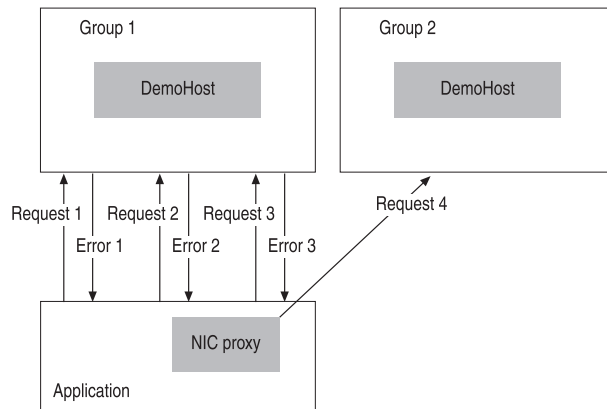 Group 1
Group 2
DemoHost
DemoHost
Request 1
Request 2
Request 3
Request 4
Error 1
Error 2
Error 3
NIC proxy
Application